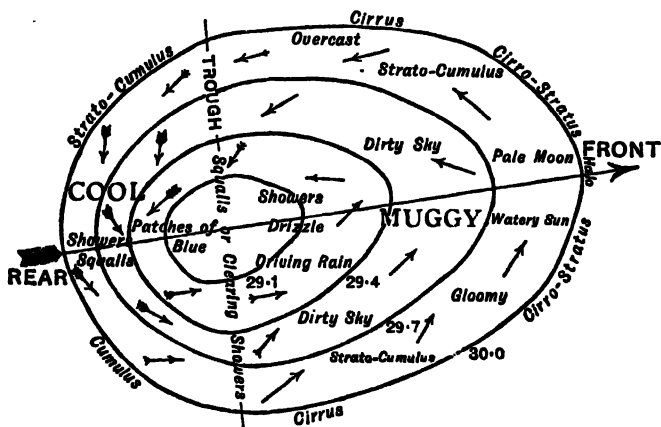 Cirrus
Overcast
Strato-Cumulus
Strato-Cumulus
Cirro-Stratus
TROUGH — Squalls or Clearing Showers
Dirty Sky
Pale Moon
FRONT
Halo
COOL
Showers
MUGGY
Watery Sun
Patches of
Blue
Drizzle
Shower
Squalls
REAR
Driving Rain
29·1
29·4
Gloomy
Cirro-Stratus
Dirty Sky
29·7
Strato-Cumulus
30·0
Cumulus
Cirrus